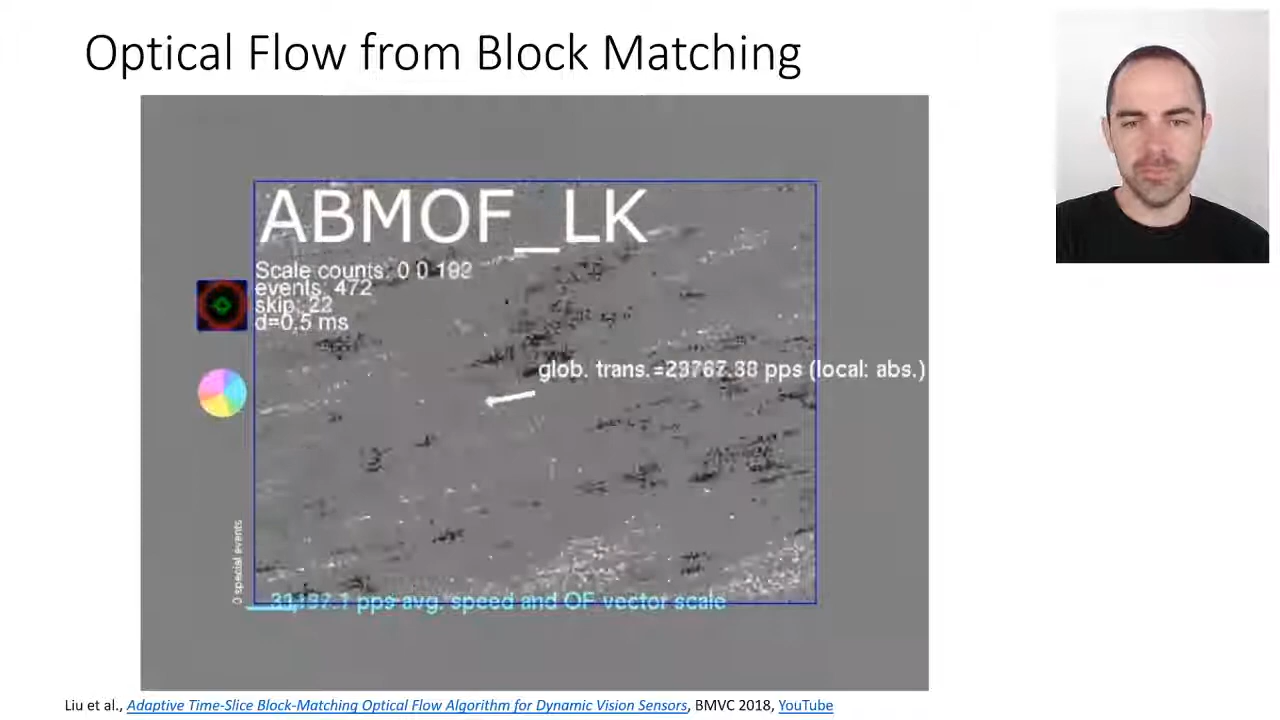 Optical Flow from Block Matching
ABMOF_LK
Scale counts: 0 0 192
events: 472
skip: 22
d=0.5 ms
glob. trans.= pps (local: abs.)
0 special events
pps avg. speed and OF vector scale
Liu et al., Adaptive Time-Slice Block-Matching Optical Flow Algorithm for Dynamic Vision Sensors, BMVC 2018, YouTube